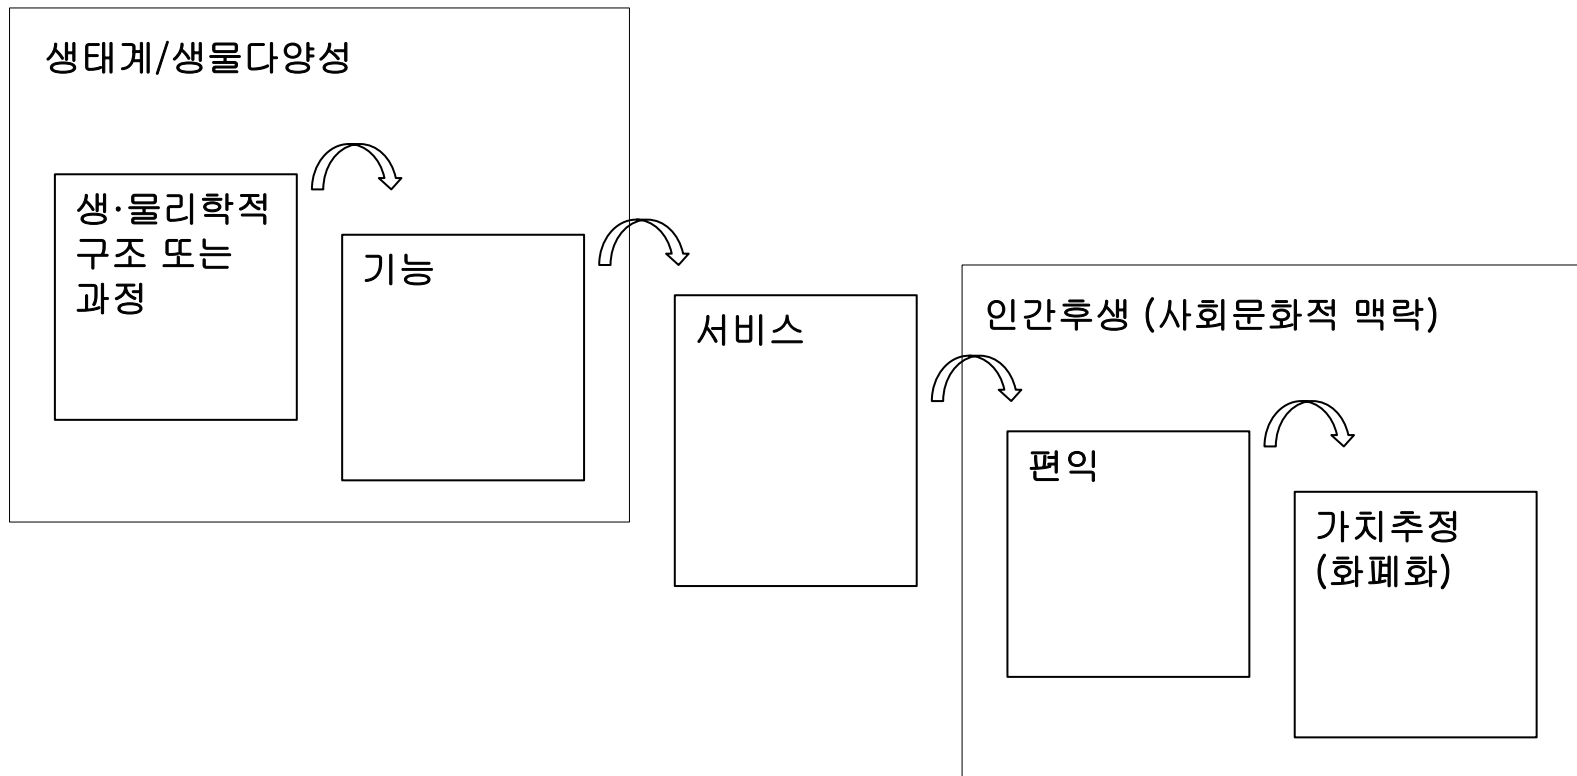 생태계/생물다양성
생·물리학적
구조 또는
과정
기능
서비스
인간후생 (사회문화적 맥락)
편익
가치추정
(화폐화)